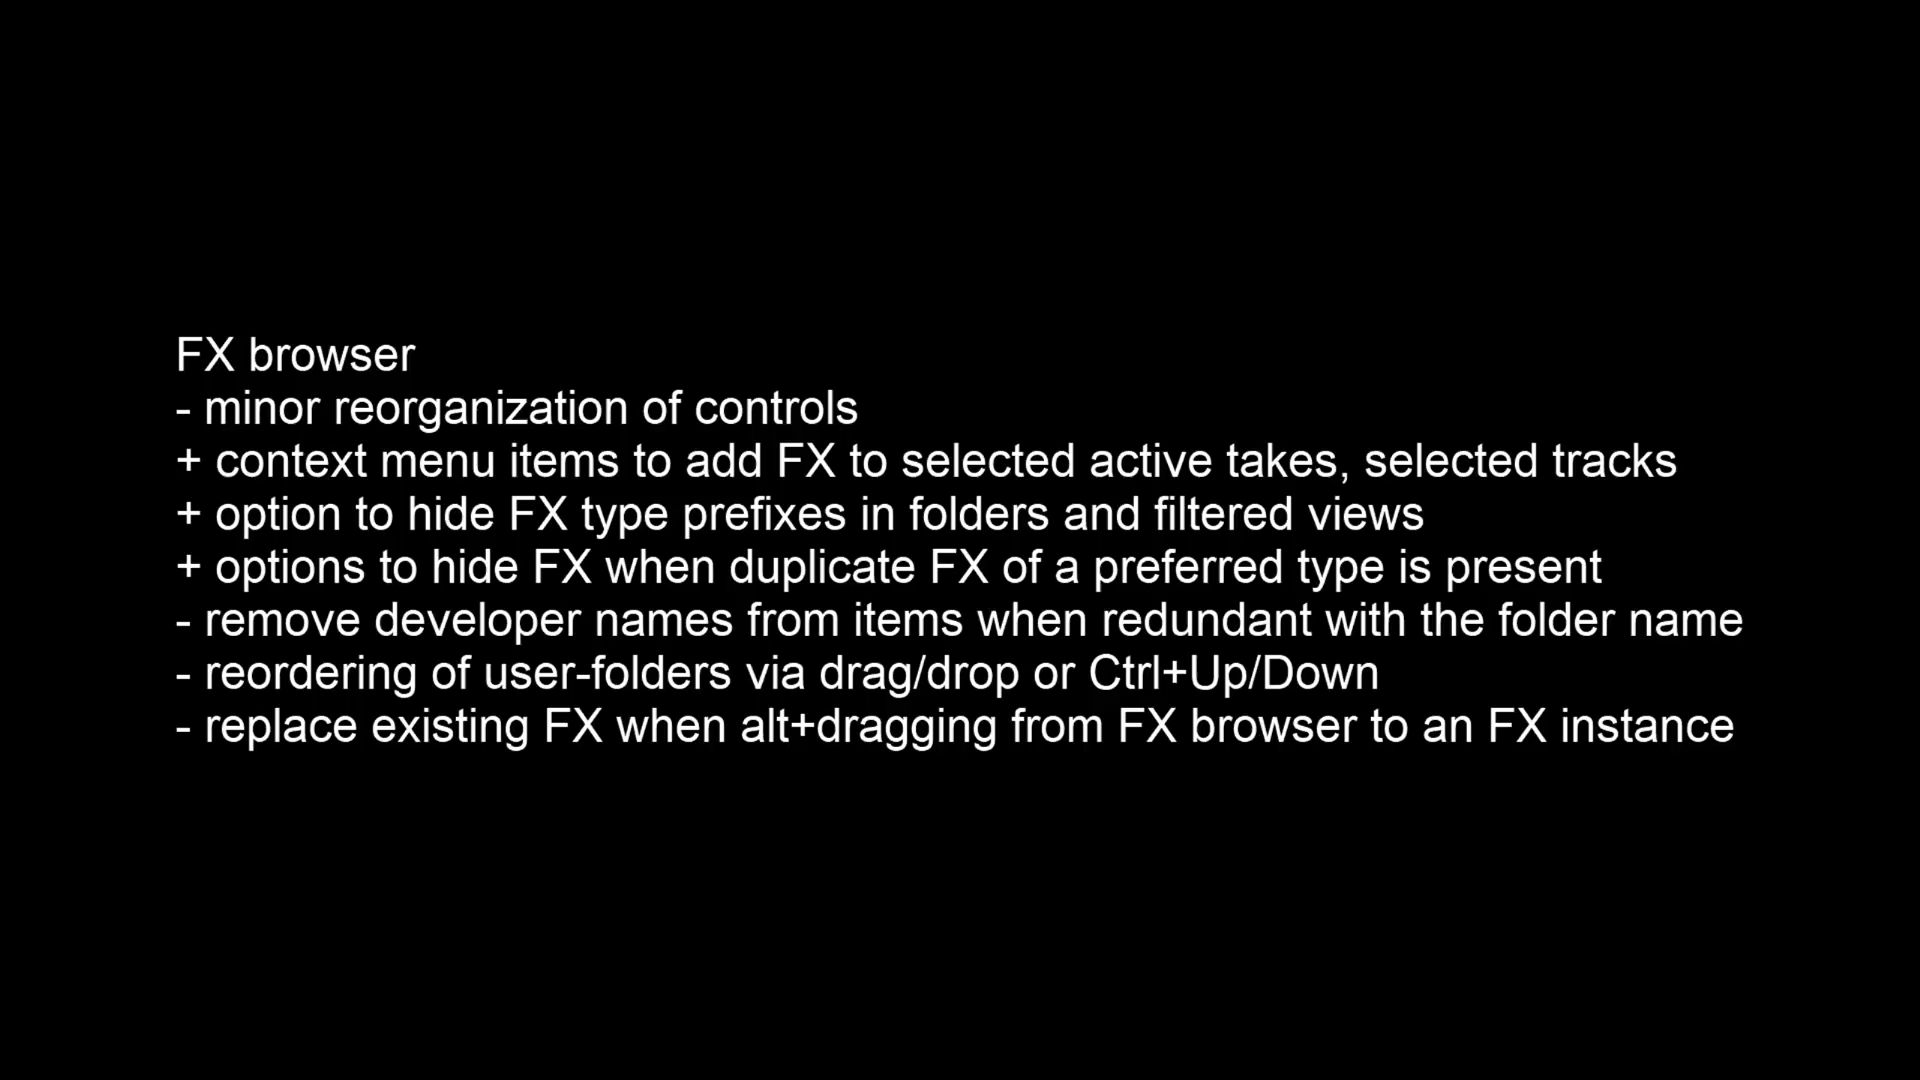 FX browser
- minor reorganization of controls
+ context menu items to add FX to selected active takes, selected tracks
+ option to hide FX type prefixes in folders and filtered views
+ options to hide FX when duplicate FX of a preferred type is present
- remove developer names from items when redundant with the folder name
- reordering of user-folders via drag/drop or Ctrl+Up/Down
- replace existing FX when alt+dragging from FX browser to an FX instance